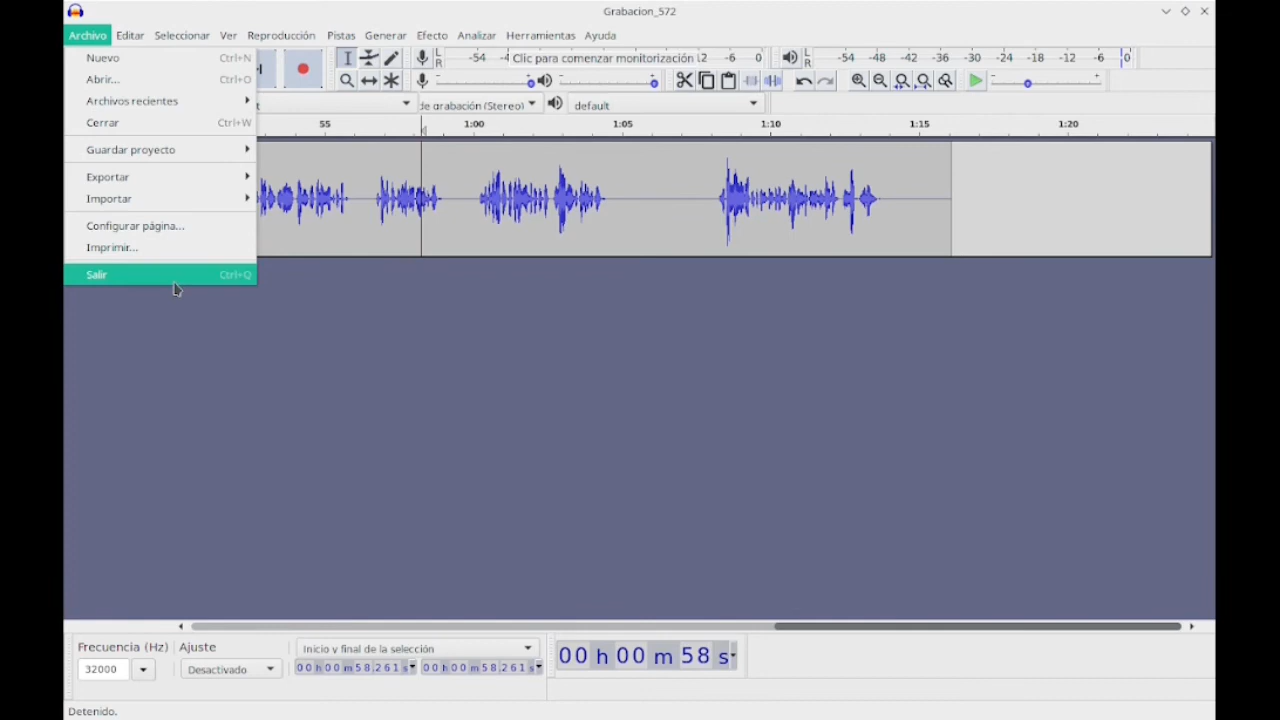 Grabacion_572
Archivo Editar Seleccionar Ver Reproducción Pistas Generar Efecto Analizar Herramientas Ayuda
Nuevo Ctrl+N
Abrir... Ctrl+O
Archivos recientes
Cerrar Ctrl+W
Guardar proyecto
Exportar
Importar
Configurar página...
Imprimir...
Salir Ctrl+Q
L
R
-54 -4 Clic para comenzar monitorización 12 -6 0
L
R
-54 -48 -42 -36 -30 -24 -18 -12 -6 0
de grabación (Stereo)
default
55 1:00 1:05 1:10 1:15 1:20
Frecuencia (Hz) Ajuste
32000
Desactivado
Inicio y final de la selección
00 h 00 m 58,261 s 00 h 00 m 58,261 s
00 h 00 m 58 s
Detenido.